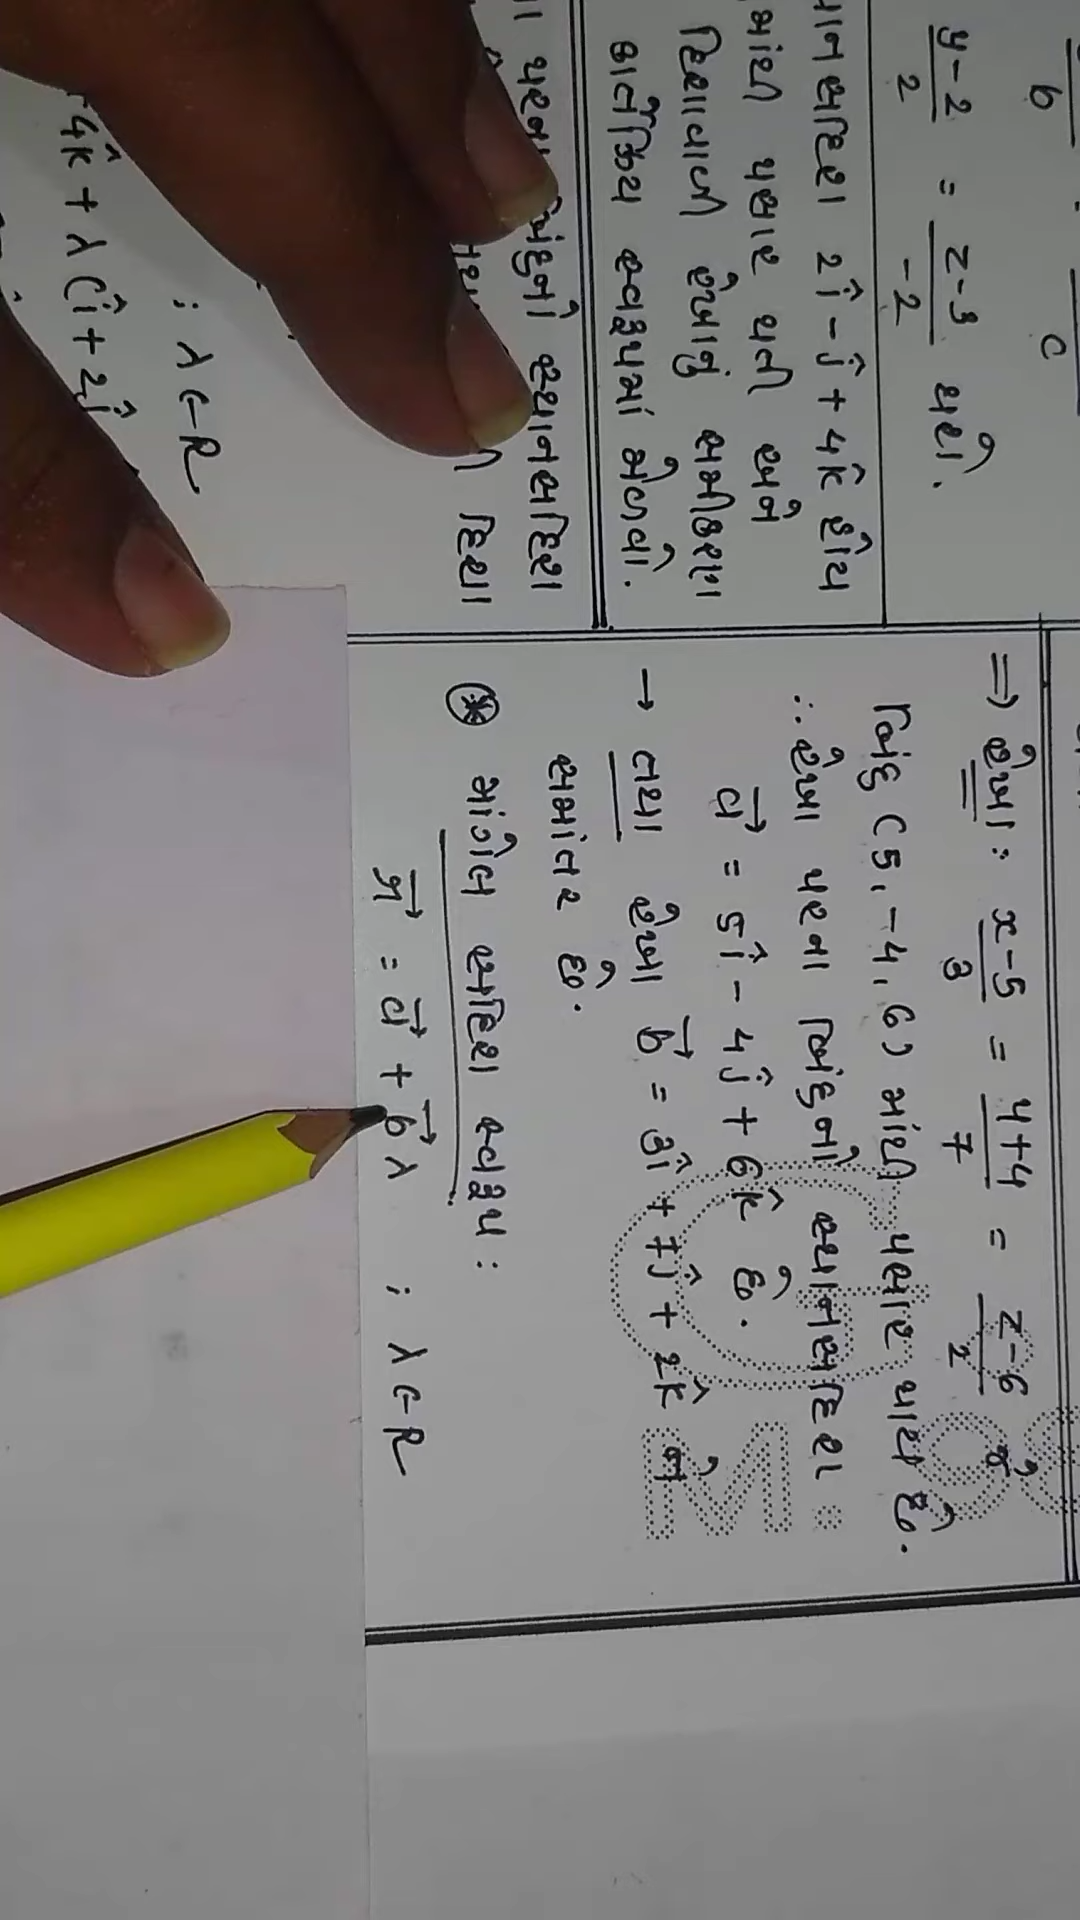 b
c
y-2/2 = z-3/-2 થશે.
2î - ĵ + 4k̂ હોય
માંથી પસાર થતી અને
દિશાવાળી રેખાનું સમીકરણ
કાર્તેઝિય સ્વરૂપમાં મેળવો.
પરના બિંદુનો સ્થાનસદિશ
દિશા
; λ ∈ R
4k̂ + λ(î + 2ĵ
⇒ રેખા : x-5/3 = y+4/7 = z-6/2 જે
બિંદુ (5, -4, 6) માંથી પસાર થાય છે.
∴ રેખા પરના બિંદુનો સ્થાનસદિશ
a⃗ = 5î - 4ĵ + 6k̂ છે.
→ તથા રેખા b⃗ = 3î + 7ĵ + 2k̂ ને
સમાંતર છે.
⊛ માંગેલ સદિશ સ્વરૂપ :
r⃗ = a⃗ + b⃗λ ; λ ∈ R